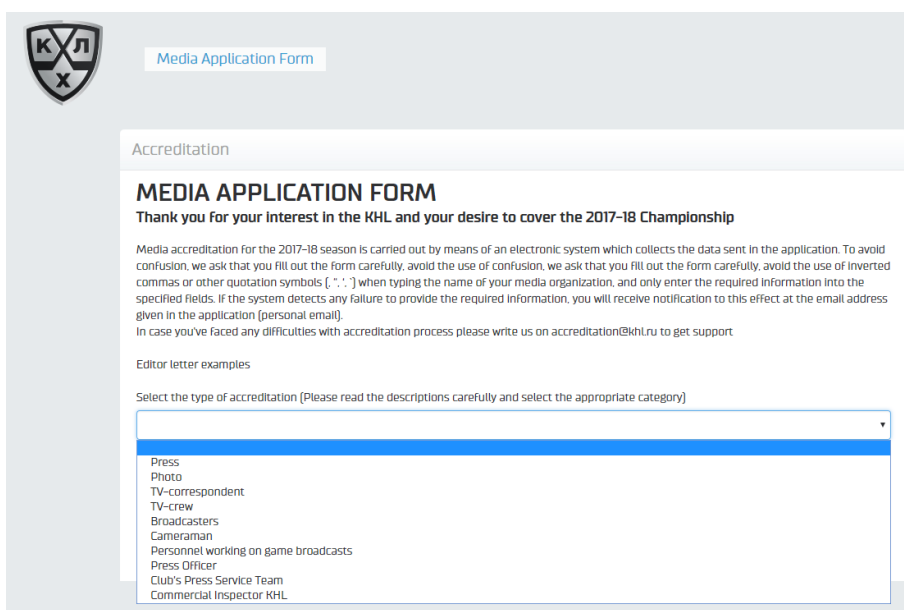 КХЛ
Media Application Form
Accreditation
MEDIA APPLICATION FORM
Thank you for your interest in the KHL and your desire to cover the 2017-18 Championship
Media accreditation for the 2017-18 season is carried out by means of an electronic system which collects the data sent in the application. To avoid
confusion, we ask that you fill out the form carefully, avoid the use of confusion, we ask that you fill out the form carefully, avoid the use of inverted
commas or other quotation symbols (, ", ', `) when typing the name of your media organization, and only enter the required information into the
specified fields. If the system detects any failure to provide the required information, you will receive notification to this effect at the email address
given in the application (personal email).
In case you've faced any difficulties with accreditation process please write us on accreditation@khl.ru to get support
Editor letter examples
Select the type of accreditation (Please read the descriptions carefully and select the appropriate category)
Press
Photo
TV-correspondent
TV-crew
Broadcasters
Cameraman
Personnel working on game broadcasts
Press Officer
Club's Press Service Team
Commercial Inspector KHL